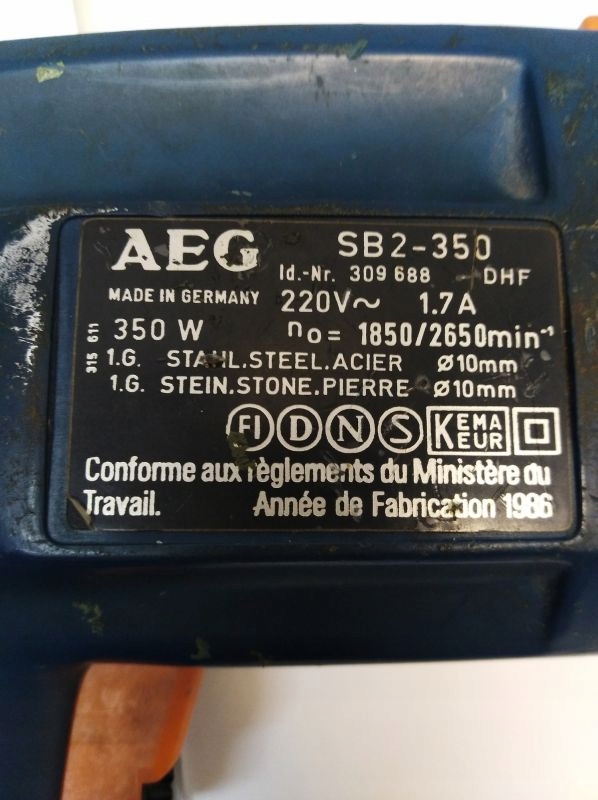 AEG SB2-350
Id.-Nr. 309 688 DHF
MADE IN GERMANY 220V~ 1.7A
350 W no= 1850/2650min-1
315 611
1.G. STAHL.STEEL.ACIER Ø10mm
1.G. STEIN.STONE.PIERRE Ø10mm
FI D N S KEMA EUR
Conforme aux règlements du Ministère du
Travail. Année de Fabrication 1986